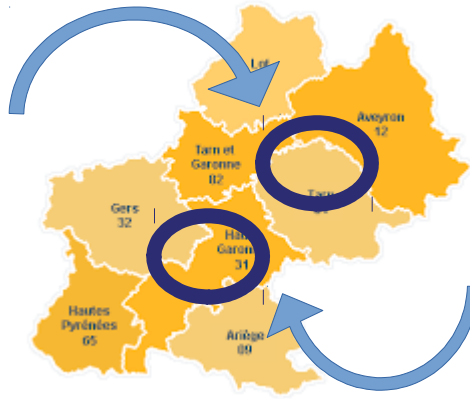 Lot
Aveyron
12
Tarn et
Garonne
82
Tarn
Gers
32
Haute
Garonne
31
Hautes
Pyrénées
65
Ariège
09